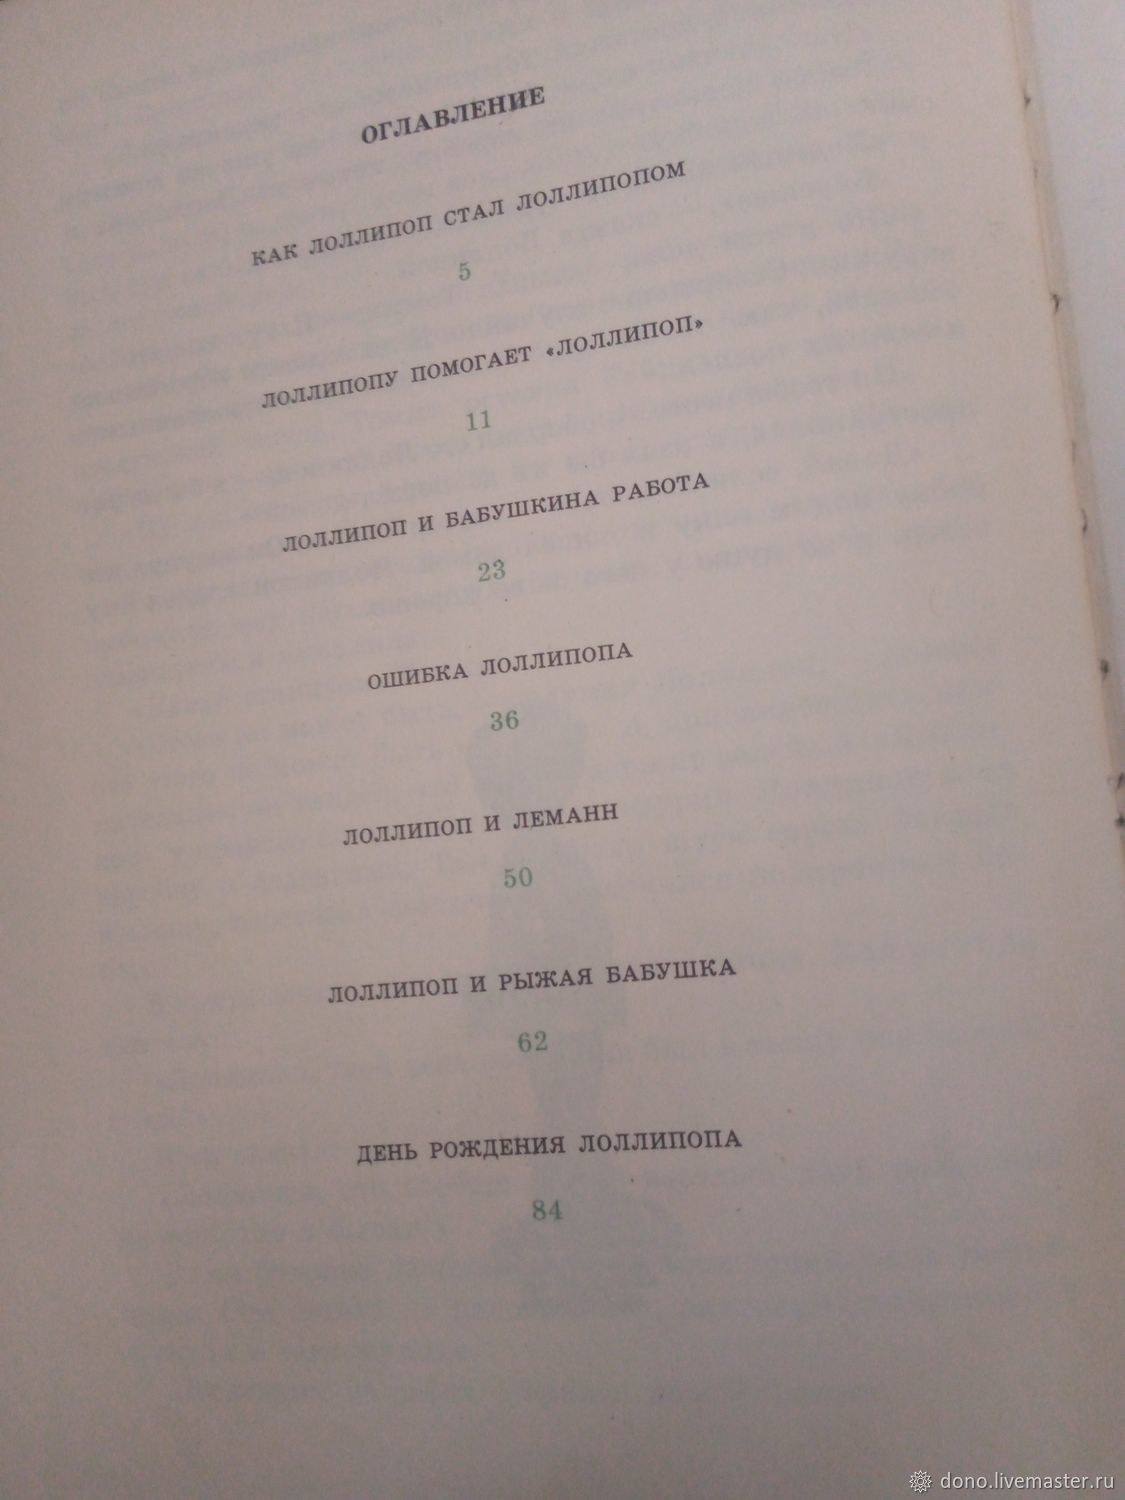 ОГЛАВЛЕНИЕ
КАК ЛОЛЛИПОП СТАЛ ЛОЛЛИПОПОМ
5
ЛОЛЛИПОПУ ПОМОГАЕТ «ЛОЛЛИПОП»
11
ЛОЛЛИПОП И БАБУШКИНА РАБОТА
23
ОШИБКА ЛОЛЛИПОПА
36
ЛОЛЛИПОП И ЛЕМАНН
50
ЛОЛЛИПОП И РЫЖАЯ БАБУШКА
62
ДЕНЬ РОЖДЕНИЯ ЛОЛЛИПОПА
84
dono.livemaster.ru